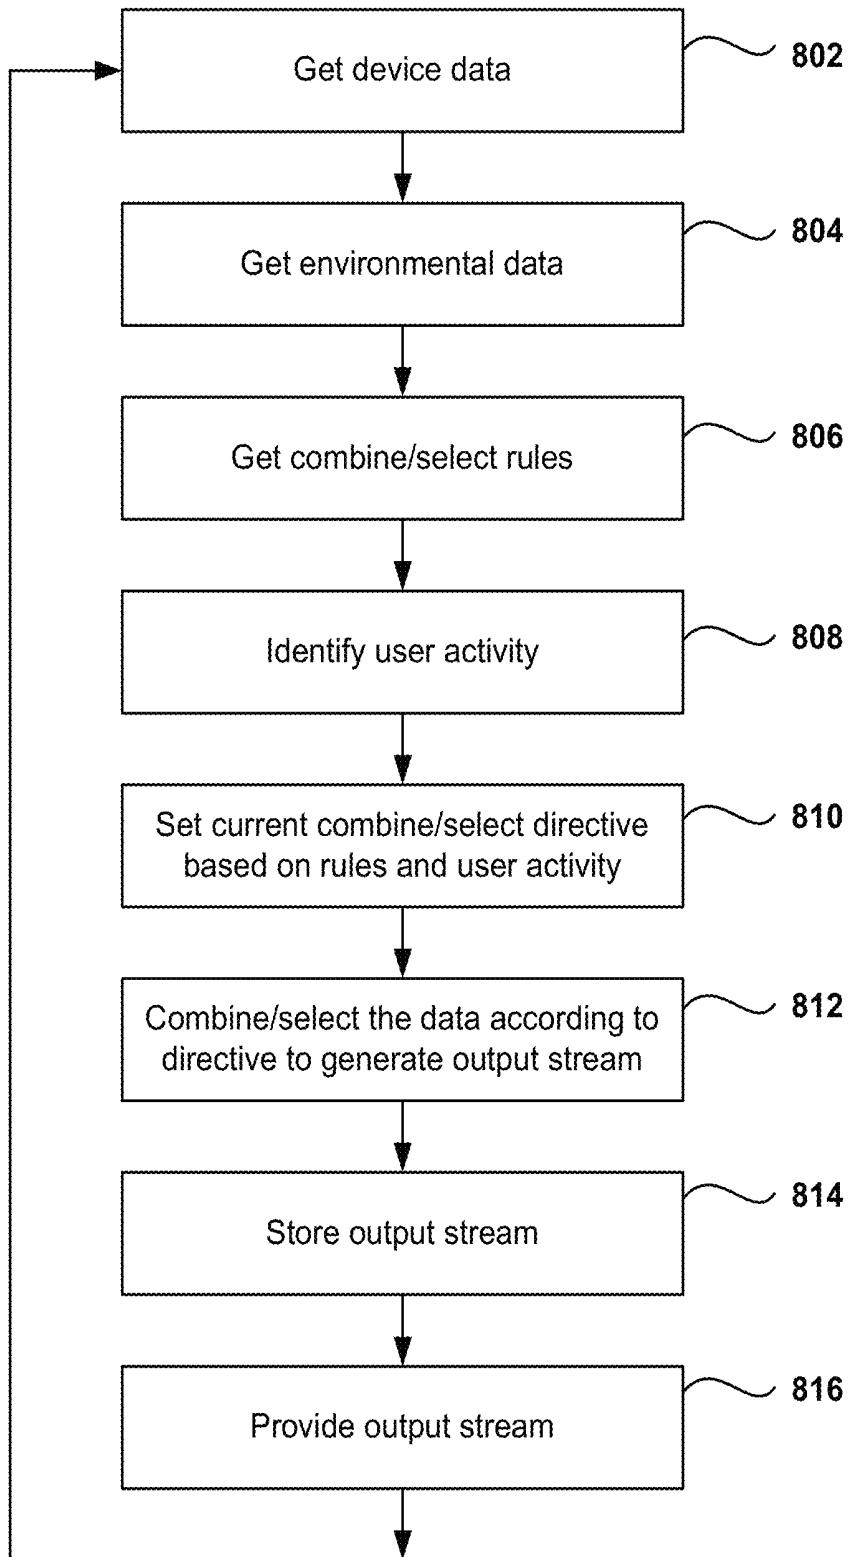 Get device data
802
Get environmental data
804
Get combine/select rules
806
Identify user activity
808
Set current combine/select directive
based on rules and user activity
810
Combine/select the data according to
directive to generate output stream
812
Store output stream
814
Provide output stream
816